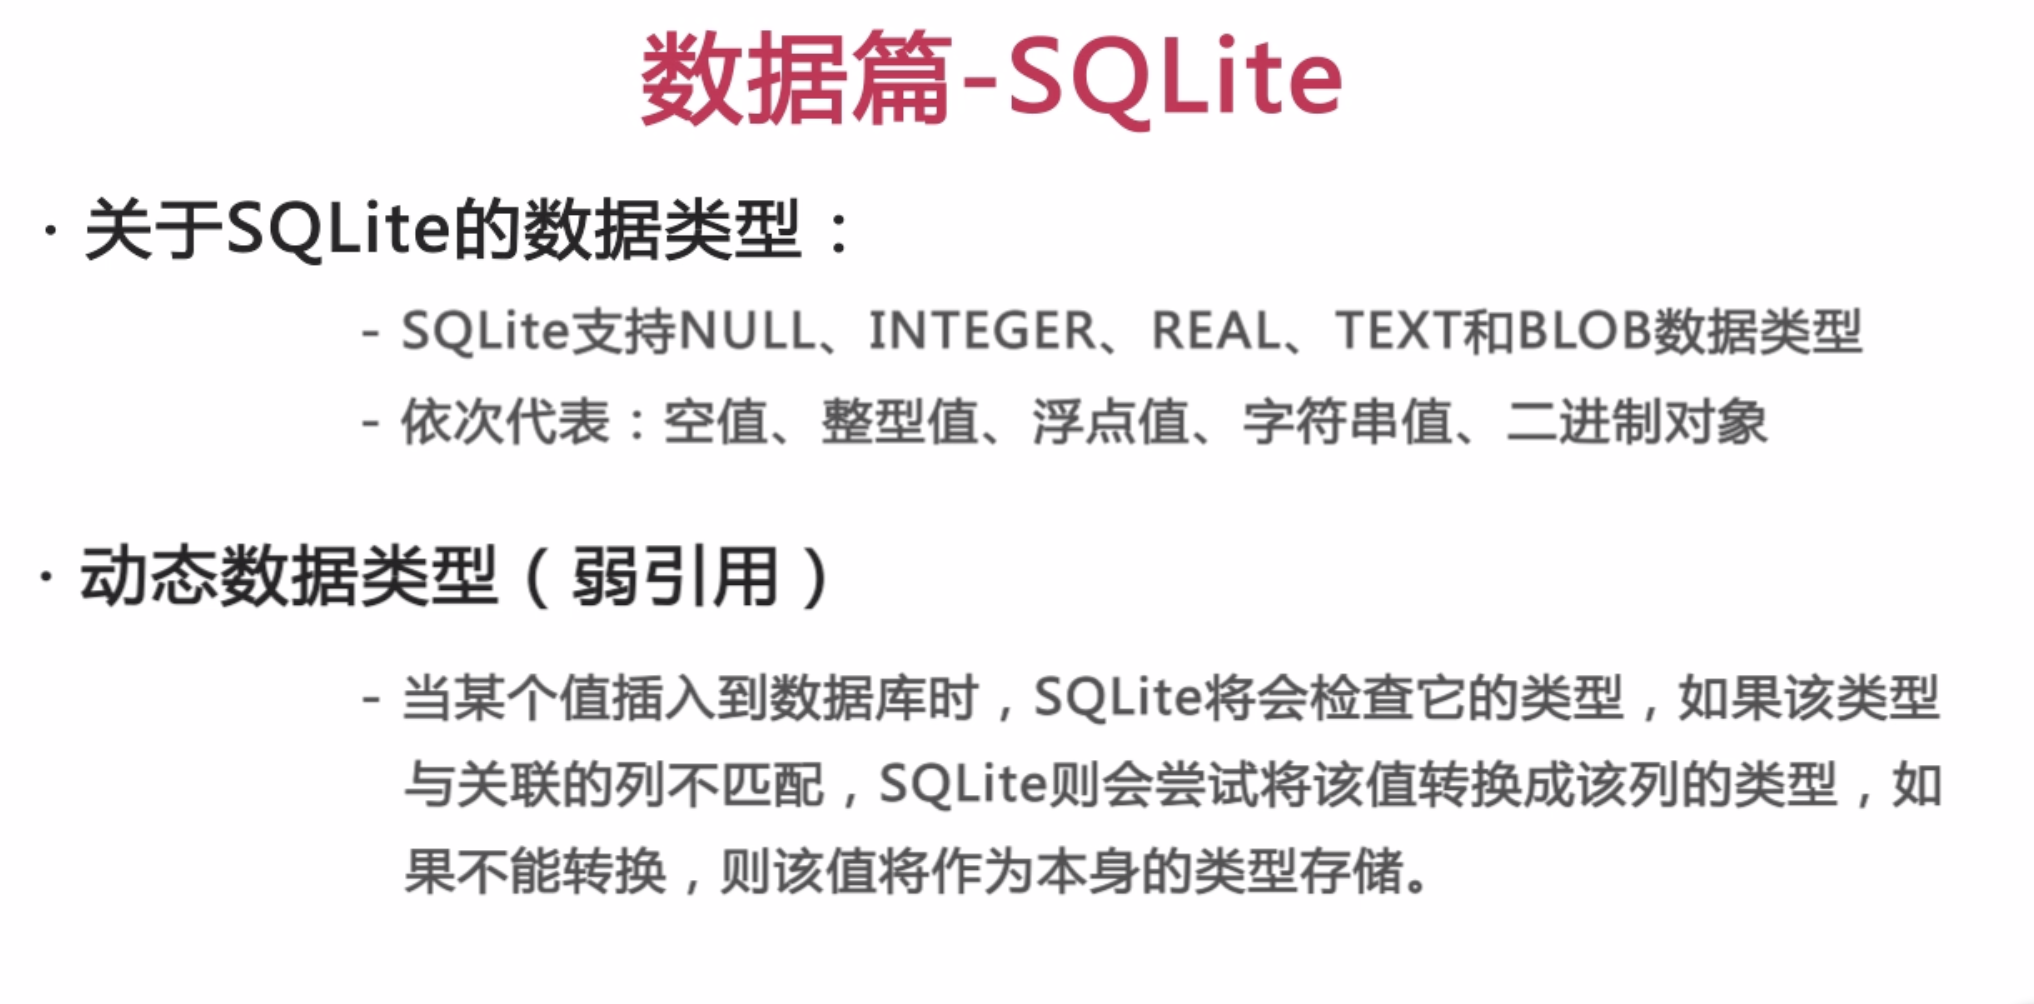 数据篇-SQLite
· 关于SQLite的数据类型：
- SQLite支持NULL、INTEGER、REAL、TEXT和BLOB数据类型
- 依次代表：空值、整型值、浮点值、字符串值、二进制对象
· 动态数据类型（弱引用）
- 当某个值插入到数据库时，SQLite将会检查它的类型，如果该类型
与关联的列不匹配，SQLite则会尝试将该值转换成该列的类型，如
果不能转换，则该值将作为本身的类型存储。